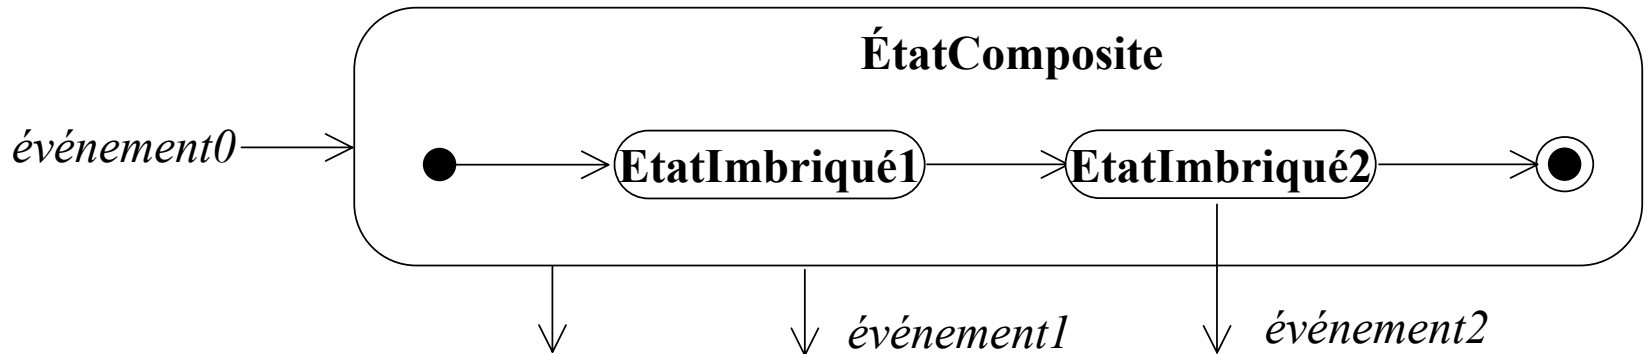 ÉtatComposite
événement0
EtatImbriqué1
EtatImbriqué2
événement1
événement2